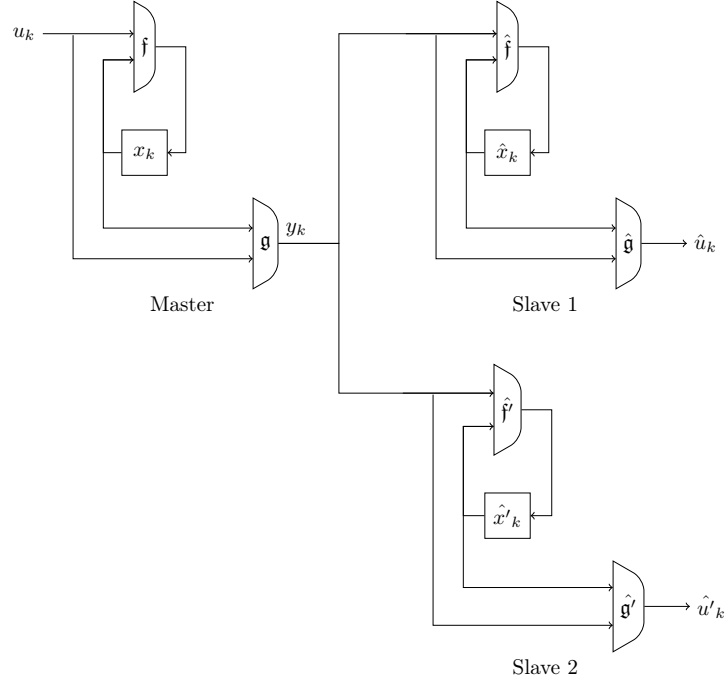 u_k
𝔣
x_k
𝔤
y_k
Master
𝔣̂
x̂_k
𝔤̂
û_k
Slave 1
𝔣̂′
x̂′_k
𝔤̂′
û′_k
Slave 2